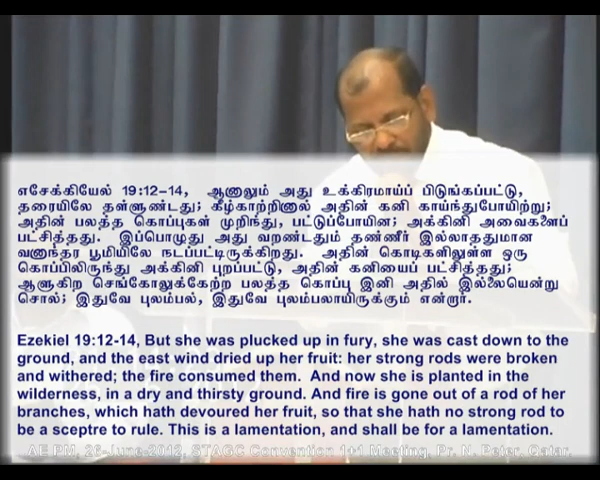 எசேக்கியேல் 19:12-14, ஆனாலும் அது உக்கிரமாய்ப் பிடுங்கப்பட்டு,
தரையிலே தள்ளுண்டது; கீழ்காற்றினால் அதின் கனி காய்ந்துபோயிற்று;
அதின் பலத்த கொப்புகள் முறிந்து, பட்டுப்போயின; அக்கினி அவைகளைப்
பட்சித்தது. இப்பொழுது அது வறண்டதும் தண்ணீர் இல்லாததுமான
வனாந்தர பூமியிலே நடப்பட்டிருக்கிறது. அதின் கொடிகளிலுள்ள ஒரு
கொப்பிலிருந்து அக்கினி புறப்பட்டு, அதின் கனியைப் பட்சித்தது;
ஆளுகிற செங்கோலுக்கேற்ற பலத்த கொப்பு இனி அதில் இல்லையென்று
சொல்; இதுவே புலம்பல், இதுவே புலம்பலாயிருக்கும் என்றார்.
Ezekiel 19:12-14, But she was plucked up in fury, she was cast down to the
ground, and the east wind dried up her fruit: her strong rods were broken
and withered; the fire consumed them. And now she is planted in the
wilderness, in a dry and thirsty ground. And fire is gone out of a rod of her
branches, which hath devoured her fruit, so that she hath no strong rod to
be a sceptre to rule. This is a lamentation, and shall be for a lamentation.
AE PM, 26-June-2012, STAGC Convention 101 Meeting, Pr. N. Peter, Qatar.